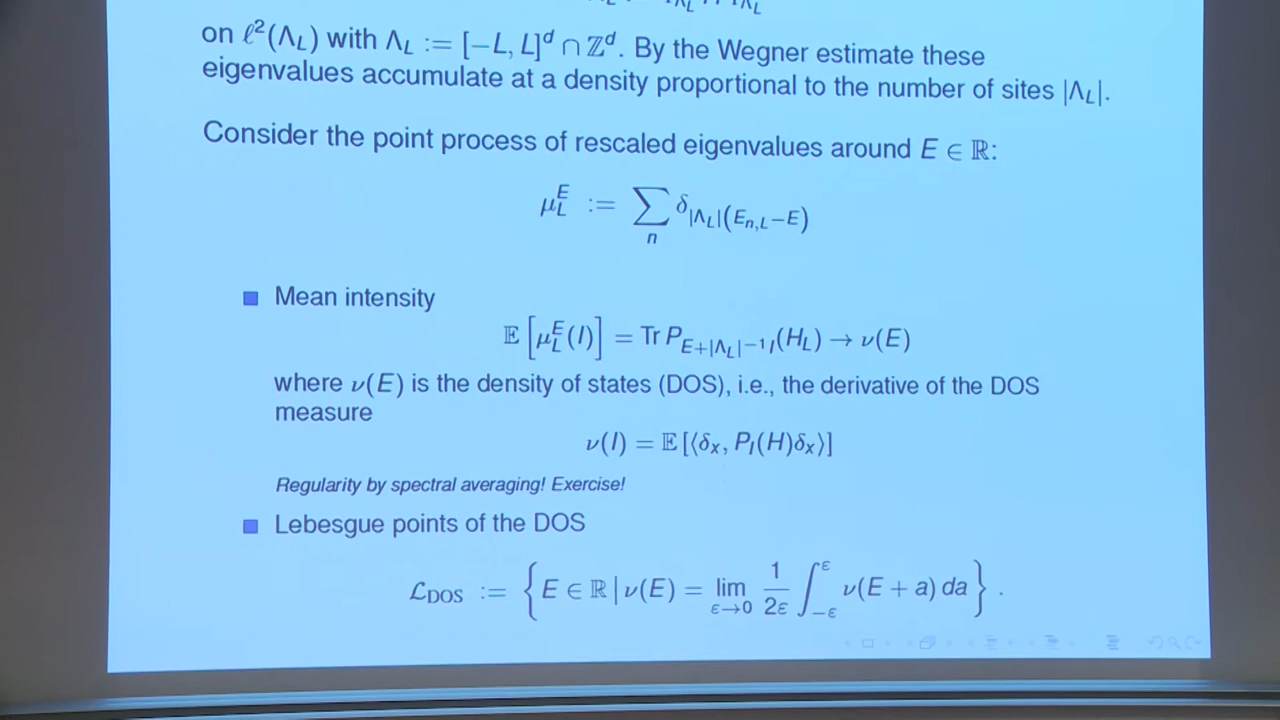 on ℓ²(Λ_L) with Λ_L := [−L, L]^d ∩ ℤ^d. By the Wegner estimate these
eigenvalues accumulate at a density proportional to the number of sites |Λ_L|.
Consider the point process of rescaled eigenvalues around E ∈ ℝ:
μ_L^E := ∑_n δ_{|Λ_L|(E_{n,L}−E)}
Mean intensity
𝔼[μ_L^E(I)] = Tr P_{E+|Λ_L|^{−1}I}(H_L) → ν(E)
where ν(E) is the density of states (DOS), i.e., the derivative of the DOS
measure
ν(I) = 𝔼[⟨δ_x, P_I(H)δ_x⟩]
Regularity by spectral averaging! Exercise!
Lebesgue points of the DOS
ℒ_DOS := {E ∈ ℝ | ν(E) = lim_{ε→0} 1/2ε ∫_{−ε}^{ε} ν(E + a) da}.